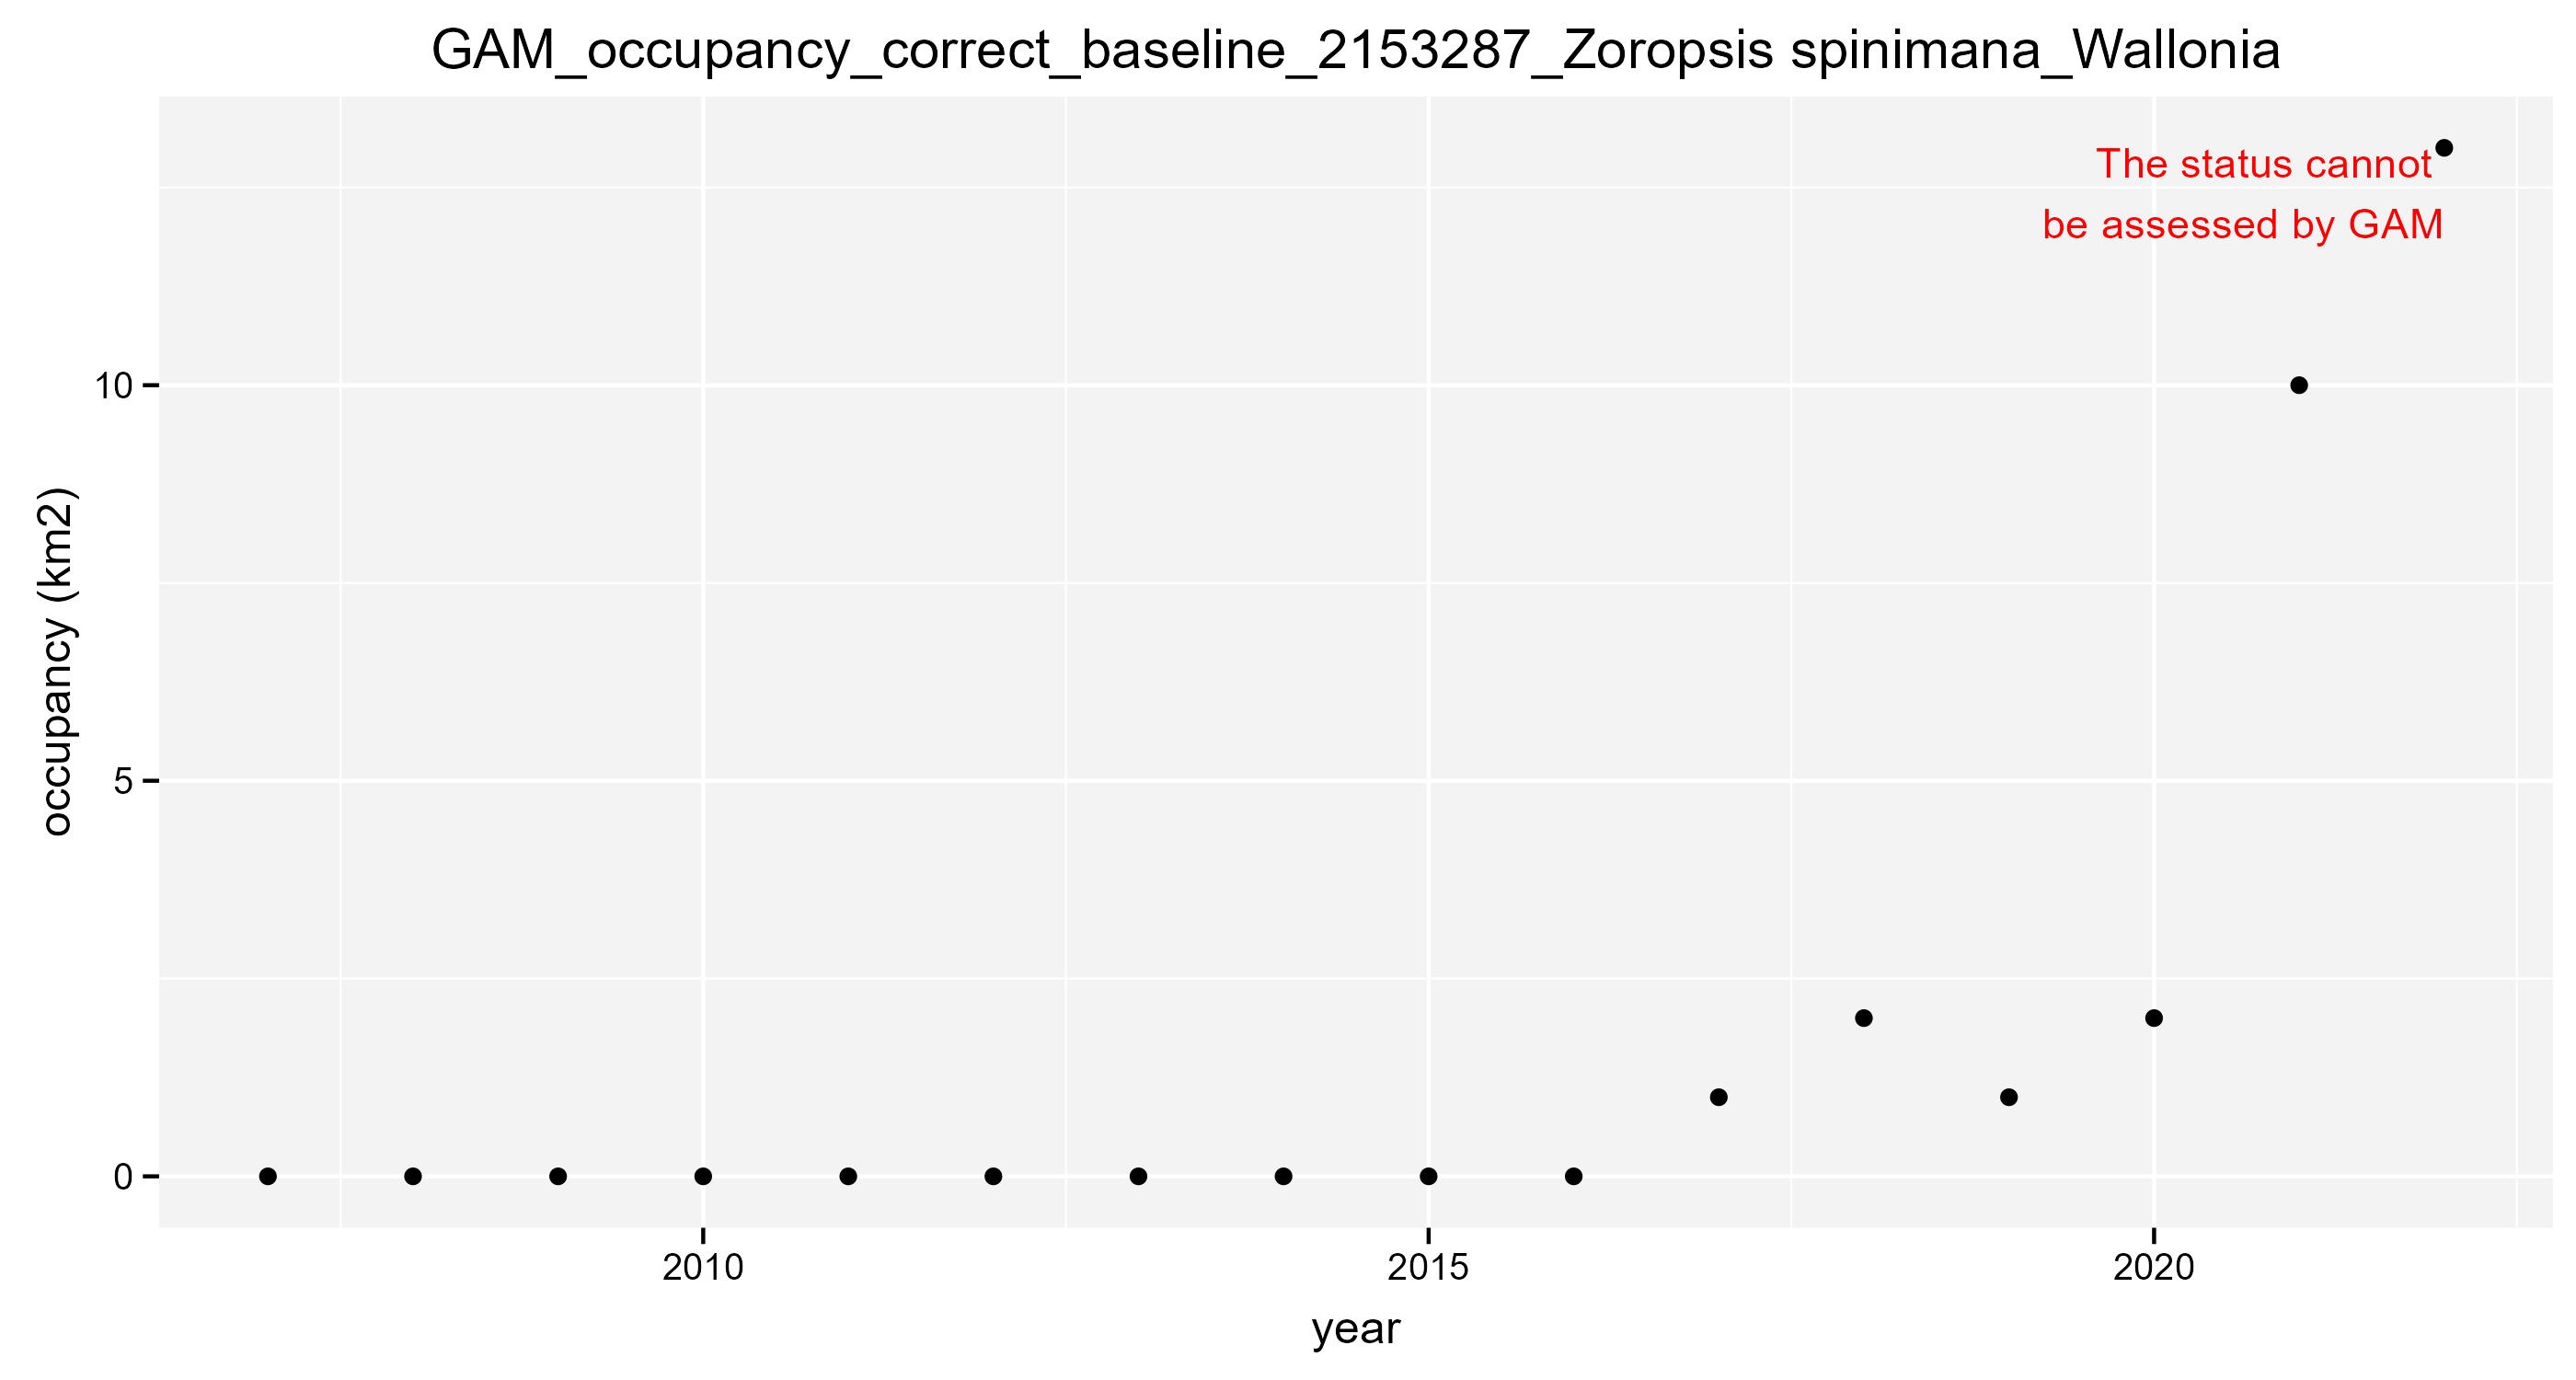 GAM_occupancy_correct_baseline_2153287_Zoropsis spinimana_Wallonia
The status cannot
be assessed by GAM
10
5
0
occupancy (km2)
2010
2015
2020
year